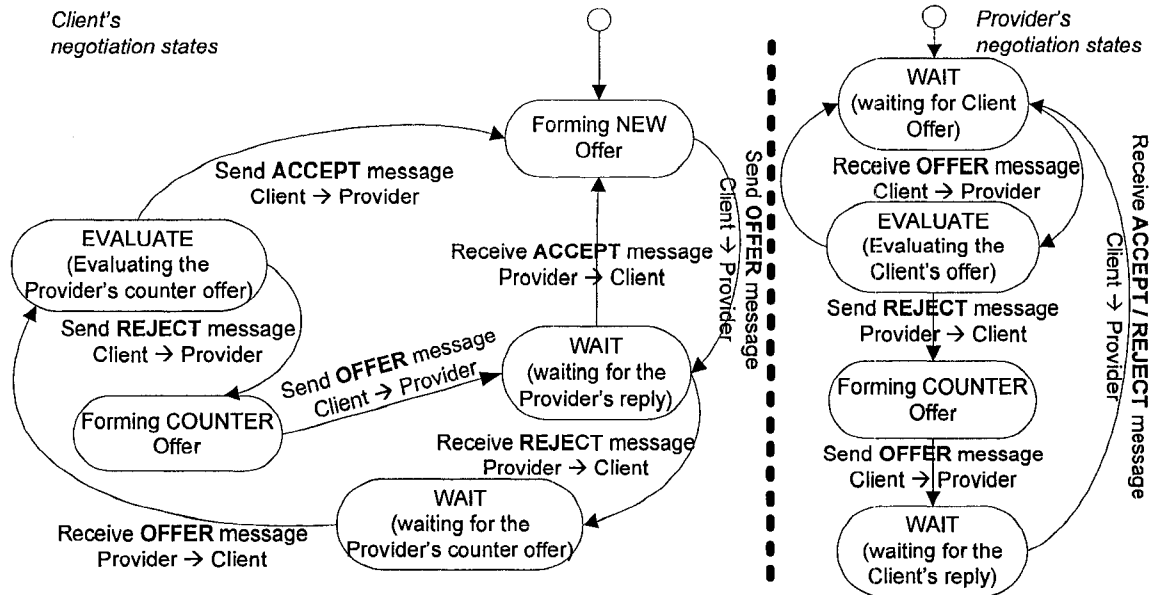 Client's
negotiation states
Forming NEW
Offer
Send ACCEPT message
Client → Provider
EVALUATE
(Evaluating the
Provider's counter offer)
Receive ACCEPT message
Provider → Client
Send OFFER message
Client → Provider
Send REJECT message
Client → Provider
WAIT
(waiting for the
Provider's reply)
Send OFFER message
Client → Provider
Forming COUNTER
Offer
Receive REJECT message
Provider → Client
WAIT
(waiting for the
Provider's counter offer)
Receive OFFER message
Provider → Client
Provider's
negotiation states
WAIT
(waiting for Client
Offer)
Receive OFFER message
Client → Provider
EVALUATE
(Evaluating the
Client's offer)
Send REJECT message
Provider → Client
Forming COUNTER
Offer
Send OFFER message
Client → Provider
WAIT
(waiting for the
Client's reply)
Receive ACCEPT / REJECT message
Client → Provider